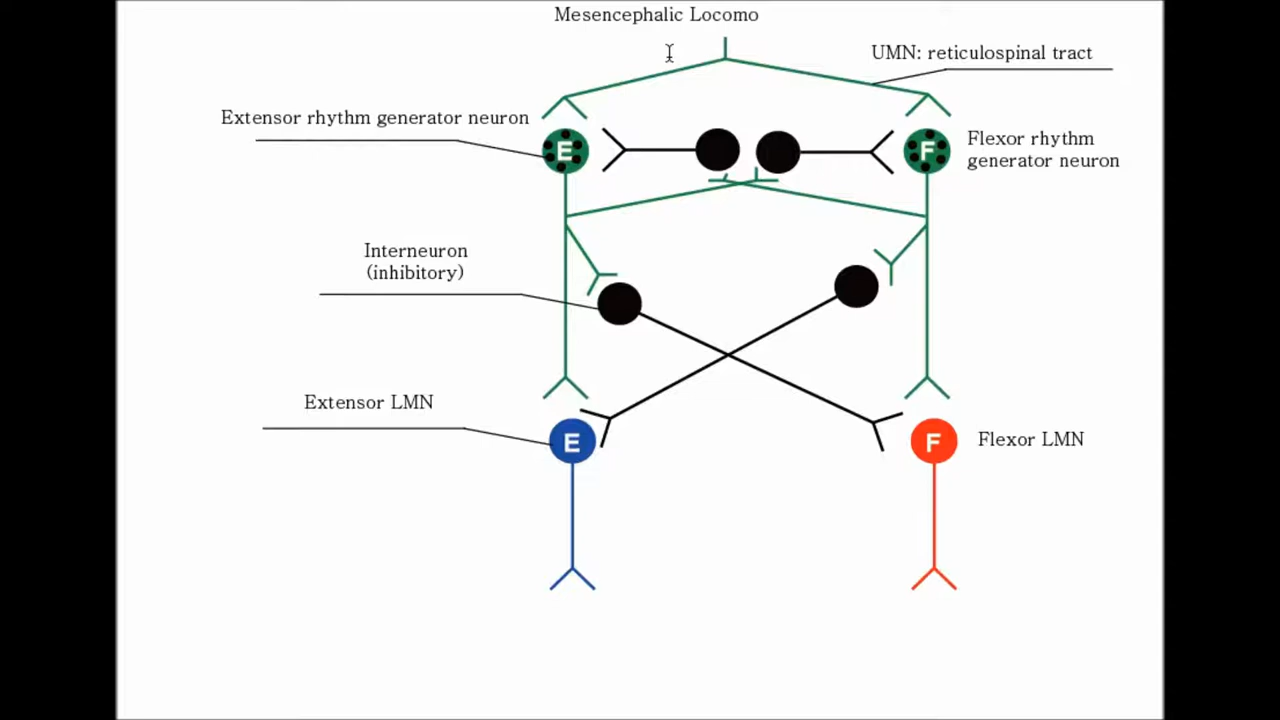 Mesencephalic Locomo
UMN: reticulospinal tract
Extensor rhythm generator neuron
E
F
Flexor rhythm
generator neuron
Interneuron
(inhibitory)
Extensor LMN
E
F
Flexor LMN